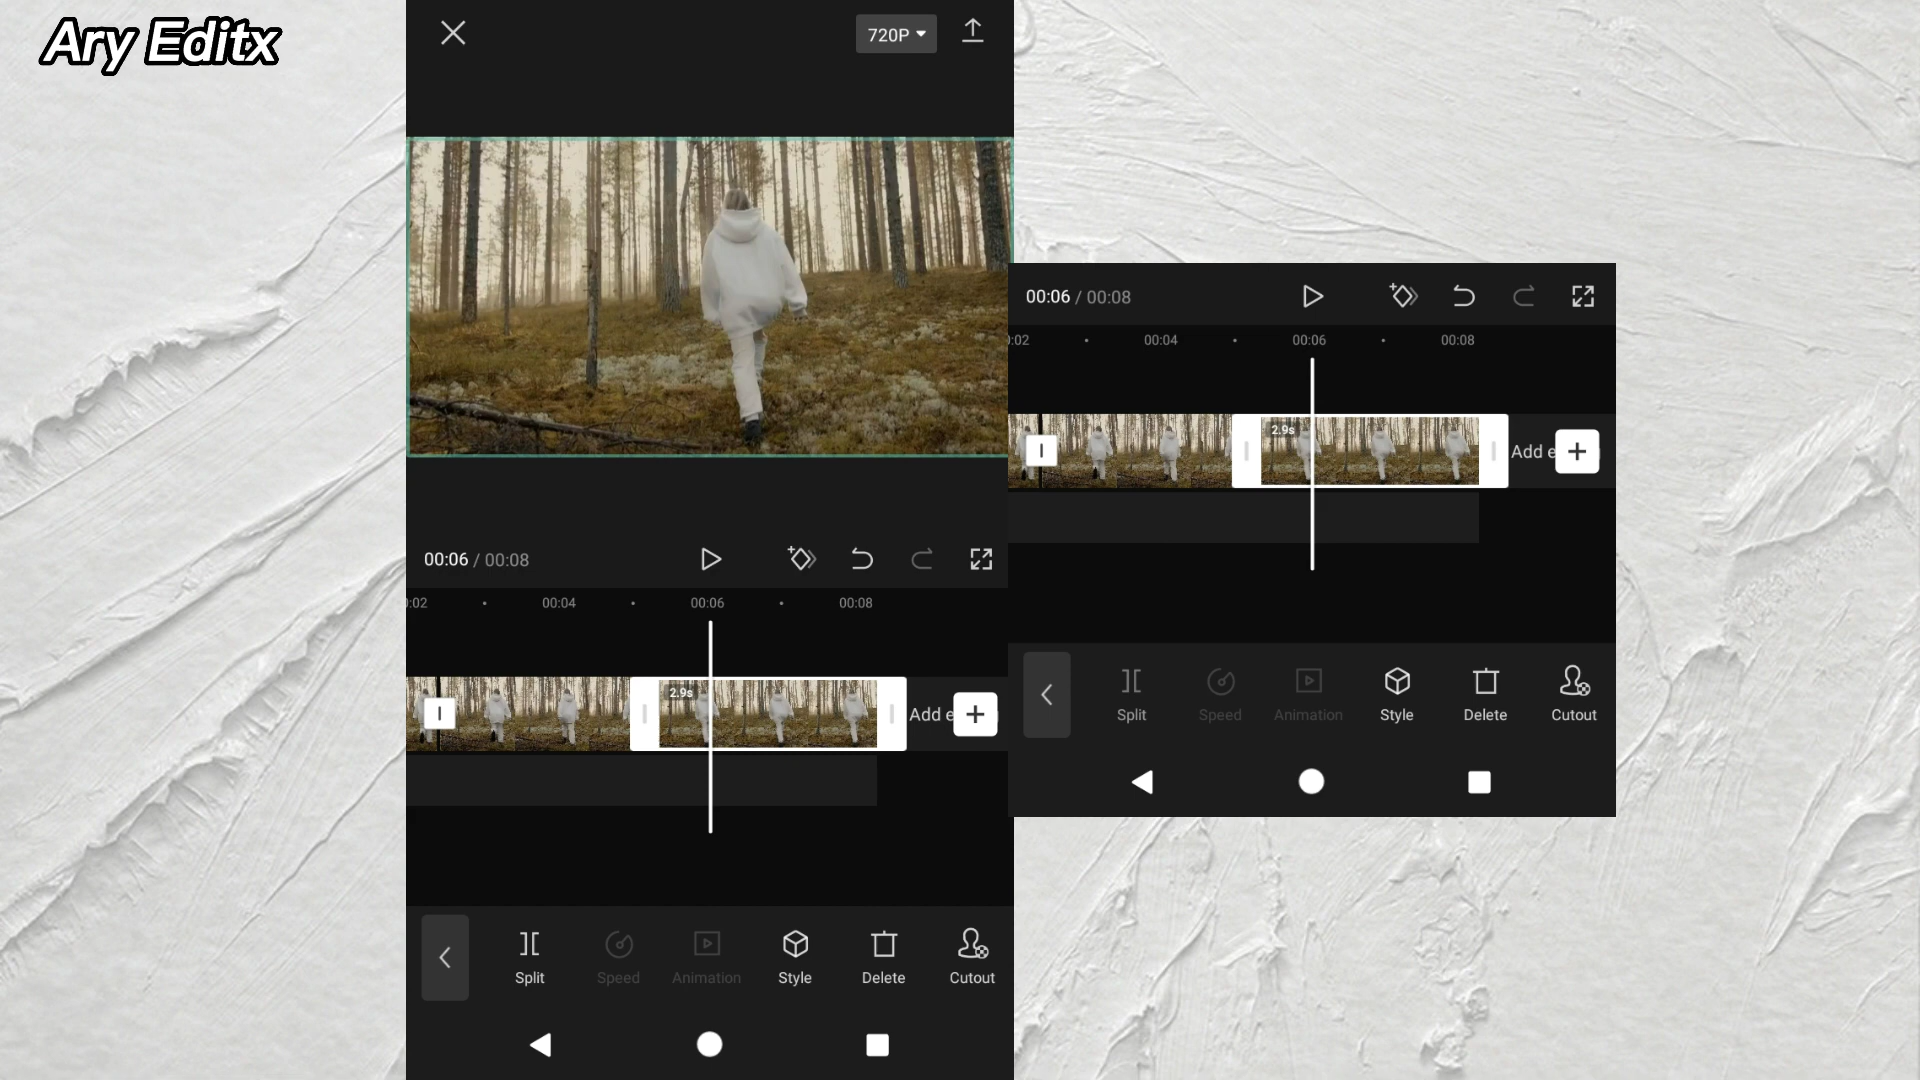 Ary Editx
720P
00:06 / 00:08
:02 00:04 00:06 00:08
2.9s
Add e
Split Speed Animation Style Delete Cutout
00:06 / 00:08
:02 00:04 00:06 00:08
2.9s
Add e
Split Speed Animation Style Delete Cutout